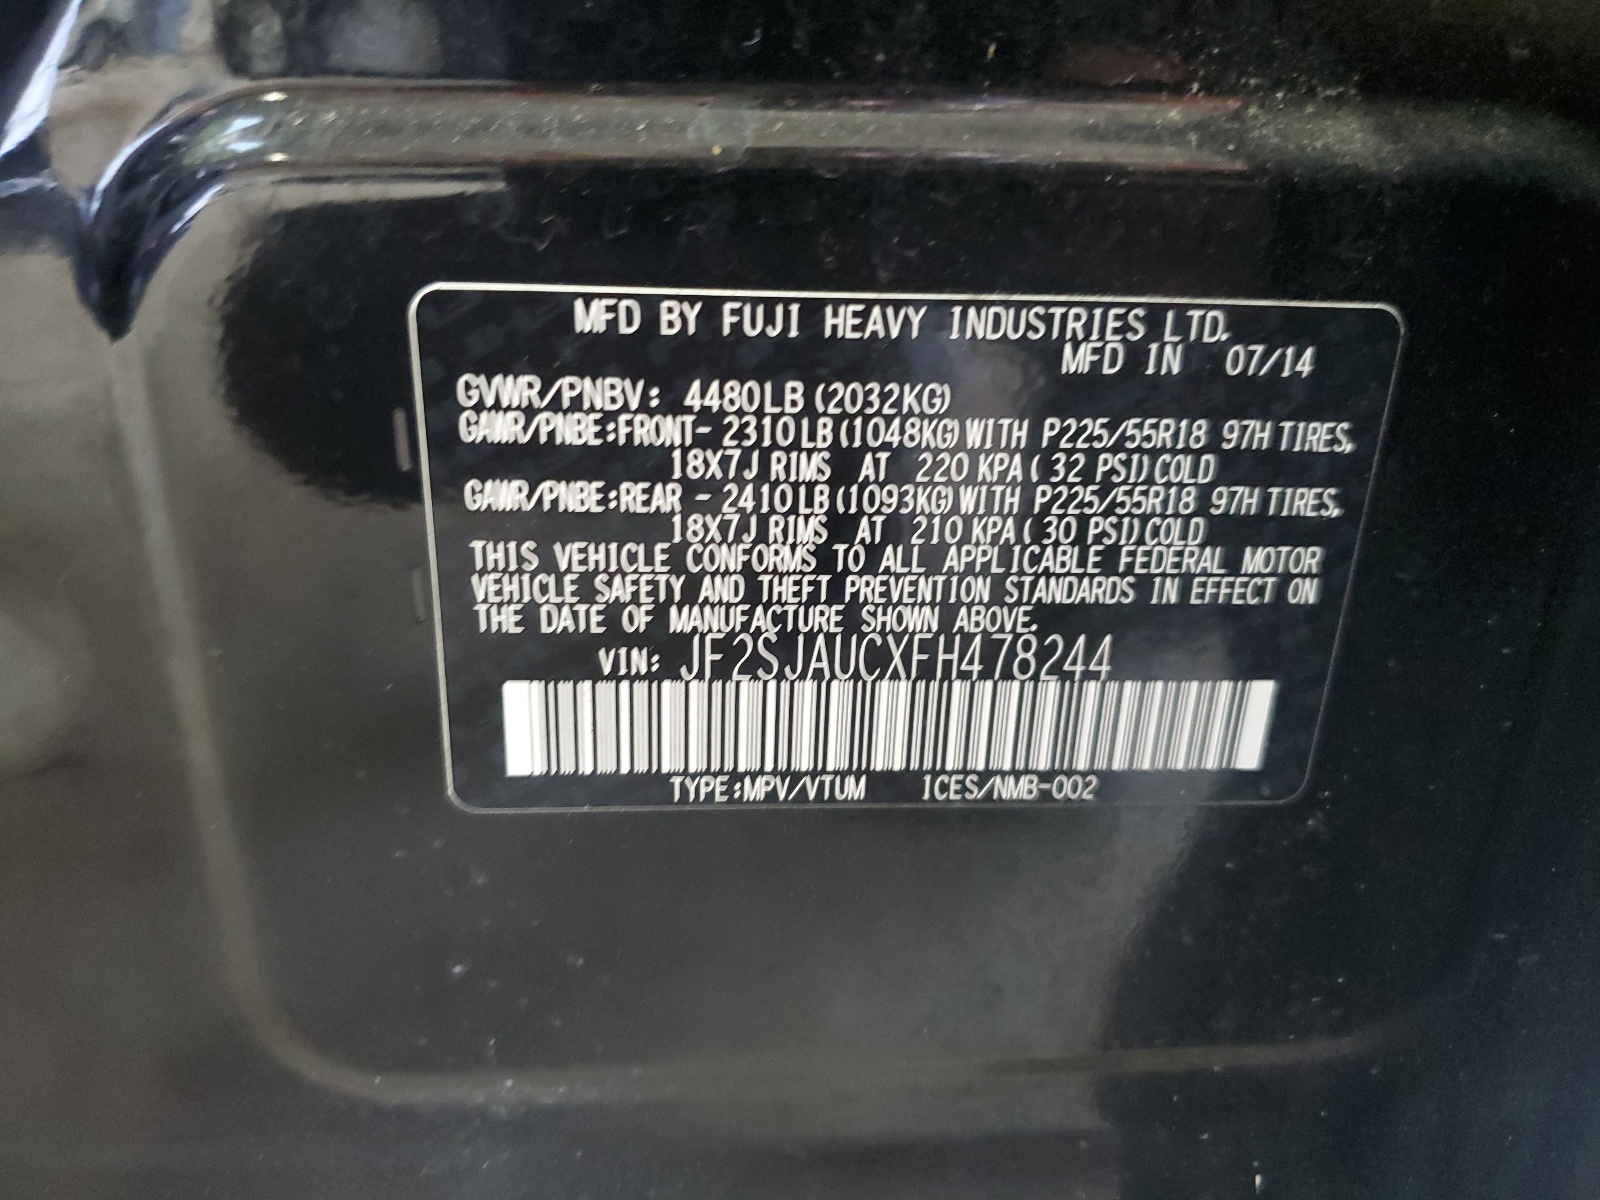 MFD BY FUJI HEAVY INDUSTRIES LTD.
MFD IN 07/14
GVWR/PNBV: 4480LB (2032KG)
GAWR/PNBE:FRONT- 2310LB(1048KG)WITH P225/55R18 97H TIRES,
18X7J RIMS AT 220 KPA( 32 PSI)COLD
GAWR/PNBE:REAR - 2410LB(1093KG)WITH P225/55R18 97H TIRES,
18X7J RIMS AT 210 KPA( 30 PSI)COLD
THIS VEHICLE CONFORMS TO ALL APPLICABLE FEDERAL MOTOR
VEHICLE SAFETY AND THEFT PREVENTION STANDARDS IN EFFECT ON
THE DATE OF MANUFACTURE SHOWN ABOVE.
VIN: JF2SJAUCXFH478244
TYPE:MPV/VTUM ICES/NMB-002